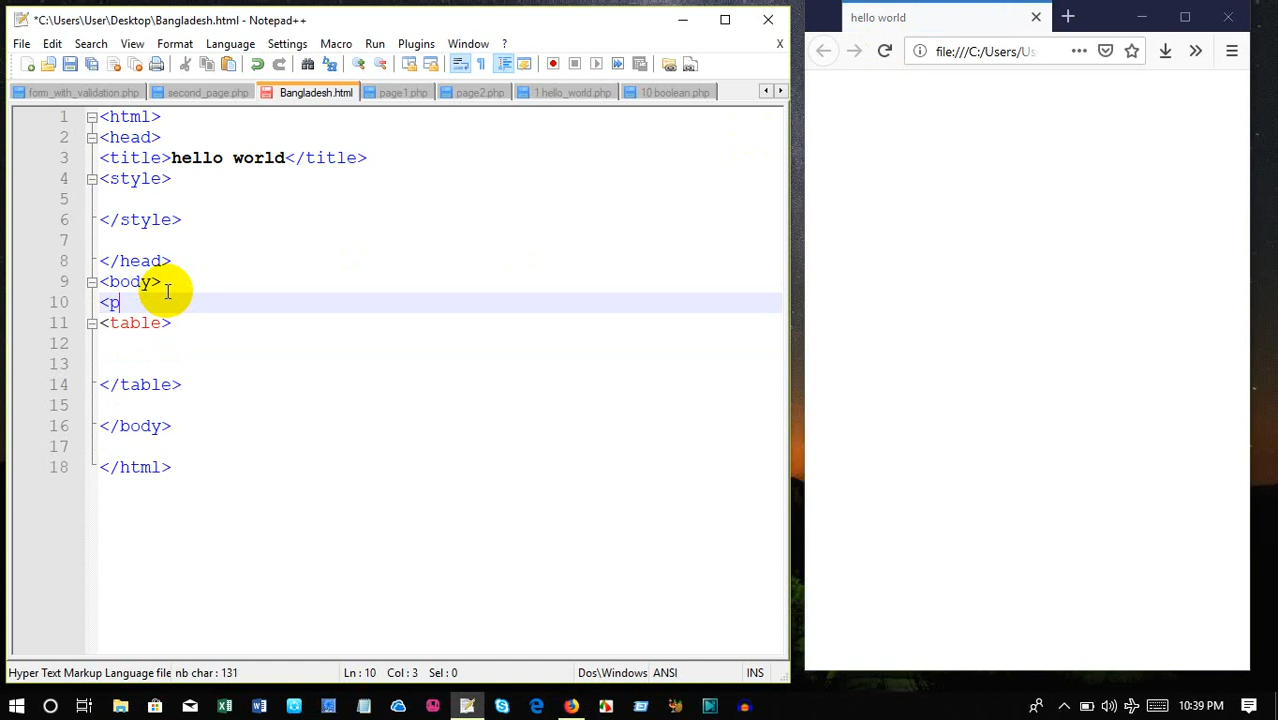 *C:\Users\User\Desktop\Bangladesh.html - Notepad++
File Edit Search View Format Encoding Language Settings Macro Run Plugins Window ? X
form_with_validation.php second_page.php Bangladesh.html page1.php page2.php 1 hello_world.php 10 boolean.php
1 <html>
2 <head>
3 <title>hello world</title>
4 <style>
5
6 </style>
7
8 </head>
9 <body>
10 <p
11 <table>
12
13
14 </table>
15
16 </body>
17
18 </html>
Hyper Text Markup Language file nb char : 131 Ln : 10 Col : 3 Sel : 0 Dos\Windows ANSI INS
hello world
file:///C:/Users/Us
10:39 PM